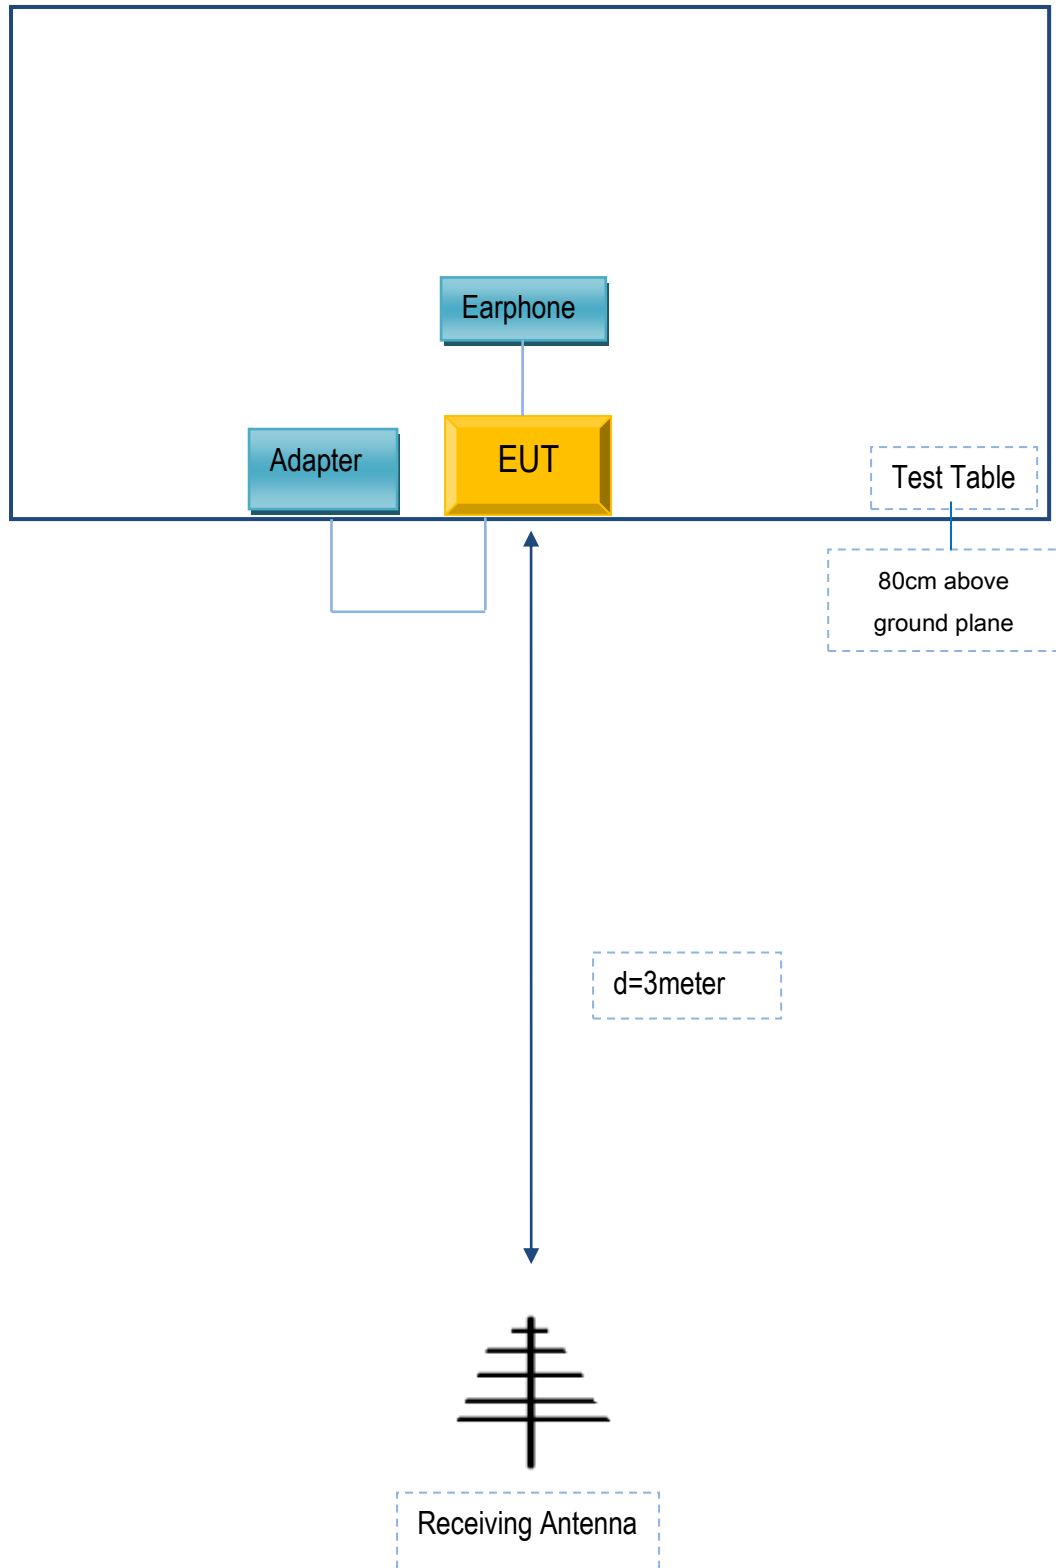 Earphone
Adapter
EUT
Test Table
80cm above
ground plane
d=3meter
Receiving Antenna